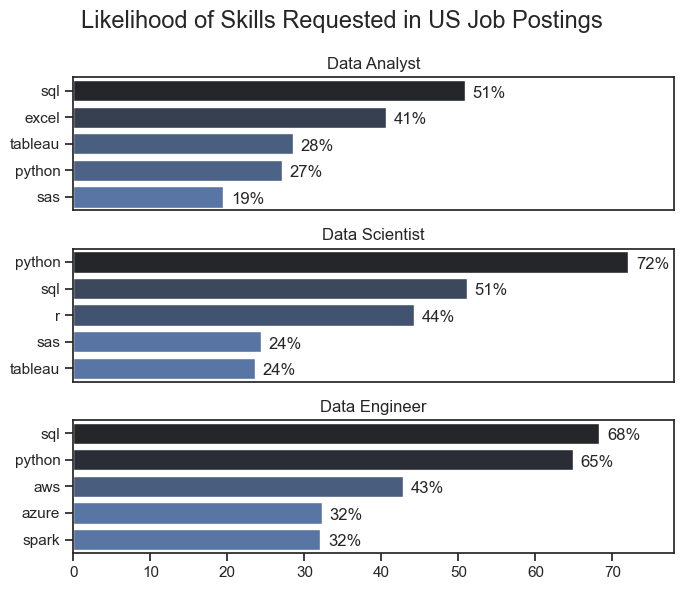 Likelihood of Skills Requested in US Job Postings
Data Analyst
sql 51%
excel 41%
tableau 28%
python 27%
sas 19%
Data Scientist
python 72%
sql 51%
r 44%
sas 24%
tableau 24%
Data Engineer
sql 68%
python 65%
aws 43%
azure 32%
spark 32%
0 10 20 30 40 50 60 70